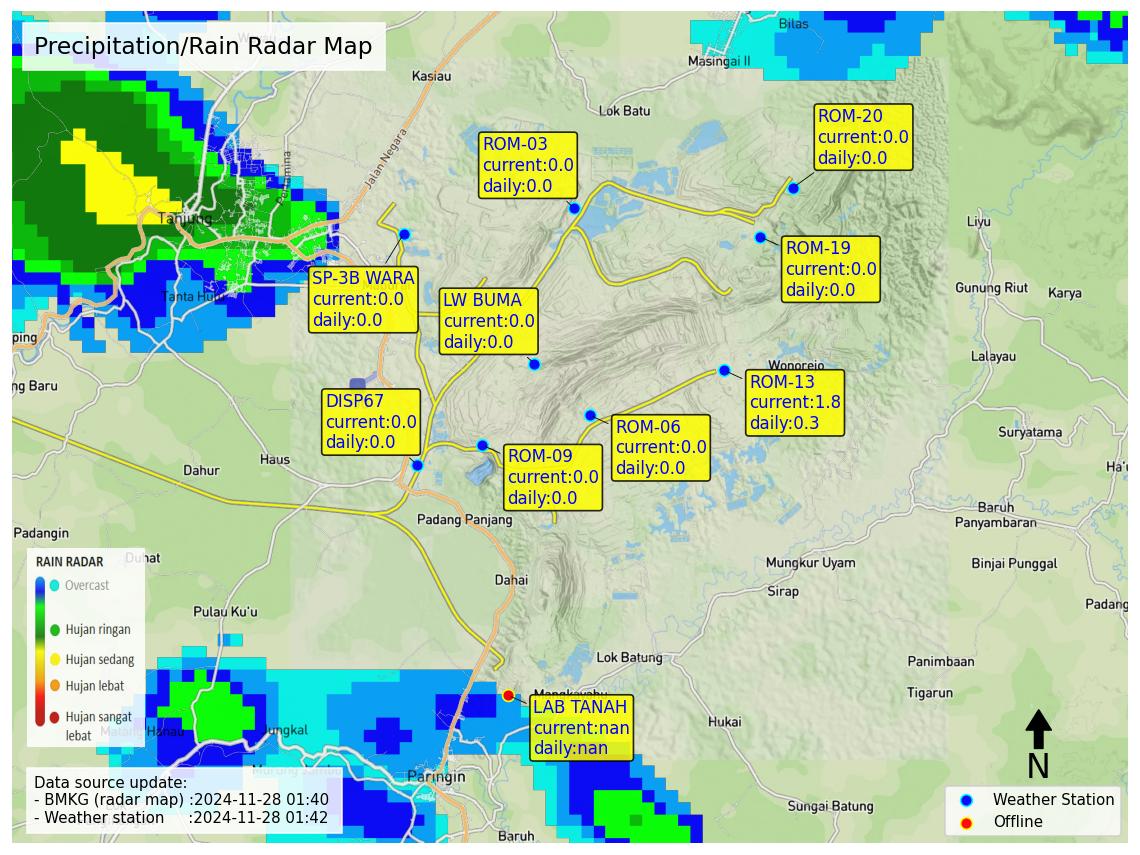 Precipitation/Rain Radar Map
Bilas
Masingai II
Kasiau
Lok Batu
Jalan Negara
ROM-20
current:0.0
daily:0.0
ROM-03
current:0.0
daily:0.0
Tanjung
Liyu
ROM-19
current:0.0
daily:0.0
SP-3B WARA
current:0.0
daily:0.0
LW BUMA
current:0.0
daily:0.0
Gunung Riut
Karya
ping
Lalayau
Wonorejo
ng Baru
ROM-13
current:1.8
daily:0.3
DISP67
current:0.0
daily:0.0
ROM-06
current:0.0
daily:0.0
Suryatama
Haus
Dahur
ROM-09
current:0.0
daily:0.0
Ha'u
Baruh
Panyambaran
Padang Panjang
Padangin
Duhat
Mungkur Uyam
Binjai Punggal
Dahai
Sirap
Padang
RAIN RADAR
Overcast
Hujan ringan
Hujan sedang
Hujan lebat
Hujan sangat
lebat
Pulau Ku'u
Lok Batung
Panimbaan
Tigarun
Mangkayahu
LAB TANAH
current:nan
daily:nan
Hukai
Jungkal
Paringin
Data source update:
- BMKG (radar map) :2024-11-28 01:40
- Weather station :2024-11-28 01:42
N
Weather Station
Offline
Sungai Batung
Baruh